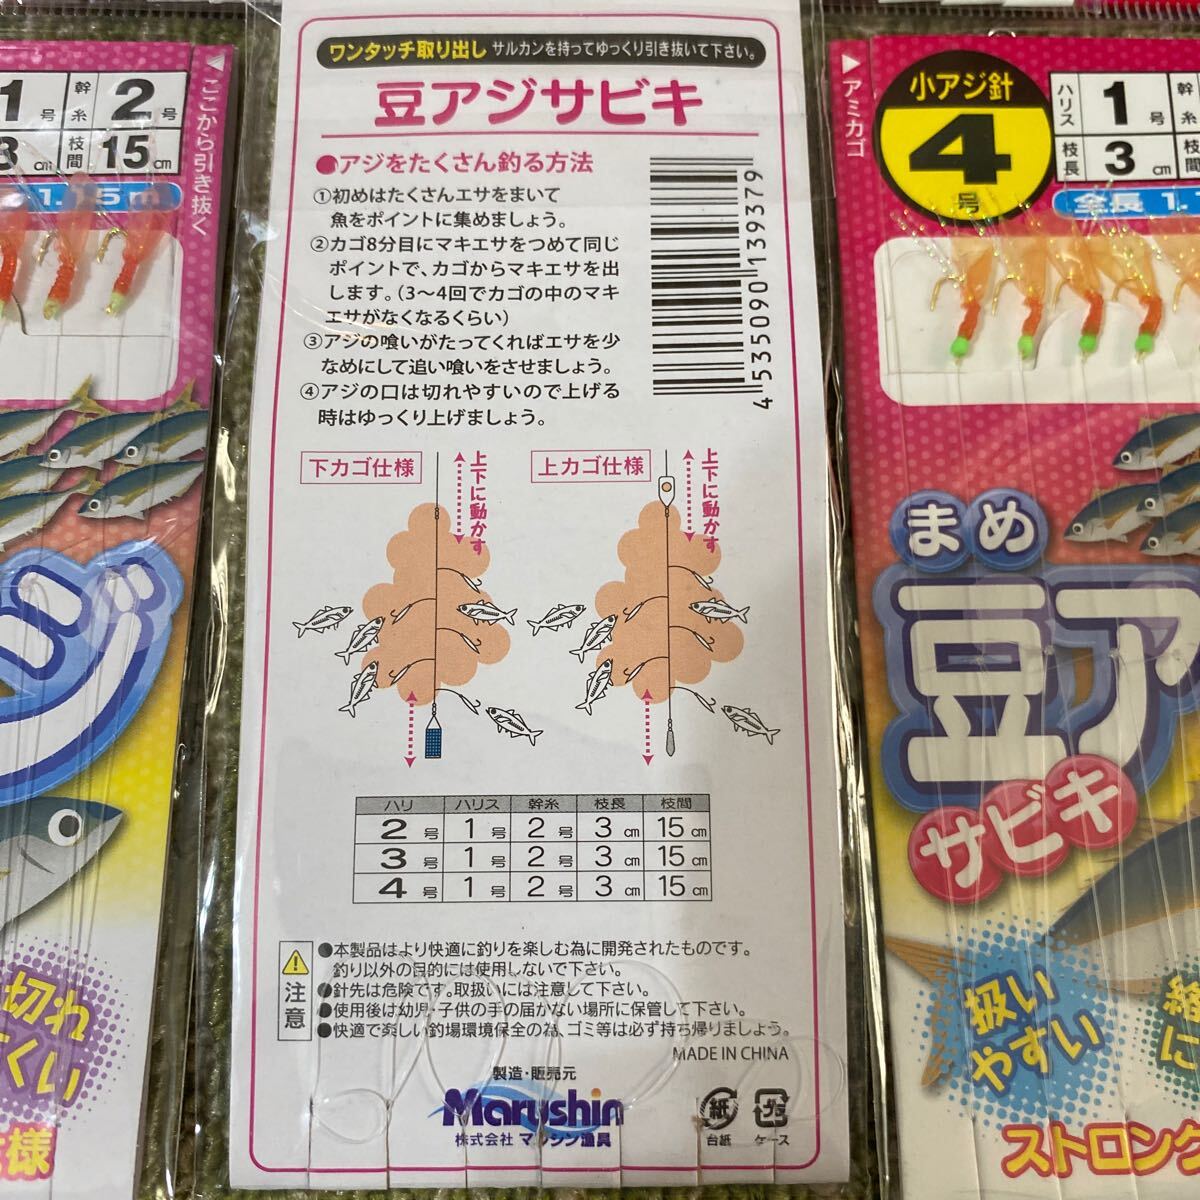 ワンタッチ取り出し サルカンを持ってゆっくり引き抜いて下さい。
豆アジサビキ
●アジをたくさん釣る方法
①初めはたくさんエサをまいて
魚をポイントに集めましょう。
②カゴ8分目にマキエサをつめて同じ
ポイントで、カゴからマキエサを出
します。(3〜4回でカゴの中のマキ
エサがなくなるくらい)
③アジの喰いがたってくればエサを少
なめにして追い喰いをさせましょう。
④アジの口は切れやすいので上げる
時はゆっくり上げましょう。
4 535090 139379
下カゴ仕様
上下に動かす
上カゴ仕様
上下に動かす
ハリ ハリス 幹糸 枝長 枝間
2号 1号 2号 3cm 15cm
3号 1号 2号 3cm 15cm
4号 1号 2号 3cm 15cm
注意
●本製品はより快適に釣りを楽しむ為に開発されたものです。
釣り以外の目的には使用しないで下さい。
●針先は危険です。取扱いには注意して下さい。
●使用後は幼児・子供の手の届かない場所に保管して下さい。
●快適で楽しい釣場環境保全の為、ゴミ等は必ず持ち帰りましょう。
MADE IN CHINA
製造・販売元
Marushin
株式会社 マルシン漁具
紙
台紙
プラ
ケース
1号 幹糸 2号
3cm 枝間 15cm
1.15m
ここから引き抜く
ジ
切れ
くい
仕様
アミカゴ
小アジ針
4号
ハリス 1号 幹糸
枝長 3cm 枝間
全長 1.
まめ
豆ア
サビキ
扱い
やすい
に
ストロング